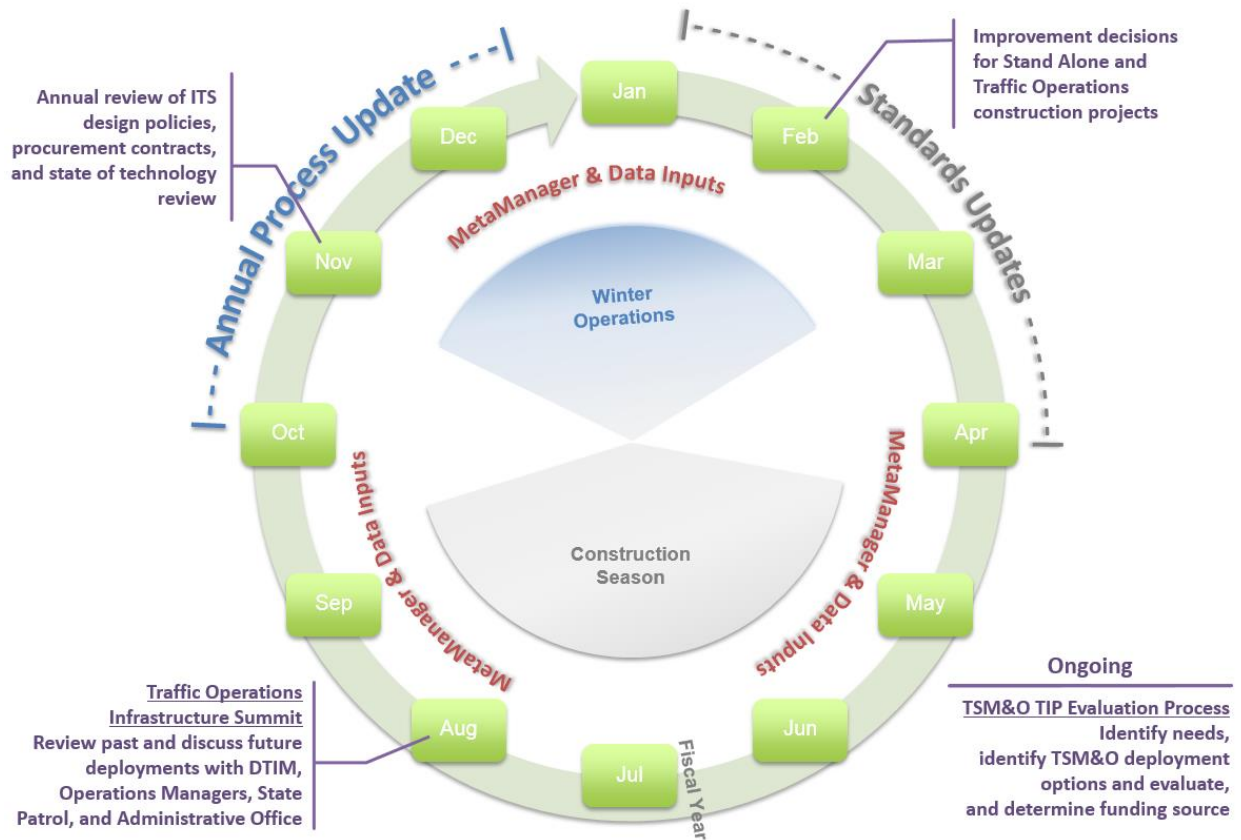 Annual Process Update
Standards Updates
Improvement decisions
for Stand Alone and
Traffic Operations
construction projects
Annual review of ITS
design policies,
procurement contracts,
and state of technology
review
Jan
Feb
Mar
Apr
May
Jun
Jul
Aug
Sep
Oct
Nov
Dec
MetaManager & Data Inputs
MetaManager & Data Inputs
MetaManager & Data Inputs
Winter
Operations
Construction
Season
Fiscal Year
Traffic Operations
Infrastructure Summit
Review past and discuss future
deployments with DTIM,
Operations Managers, State
Patrol, and Administrative Office
Ongoing
TSM&O TIP Evaluation Process
Identify needs,
identify TSM&O deployment
options and evaluate,
and determine funding source